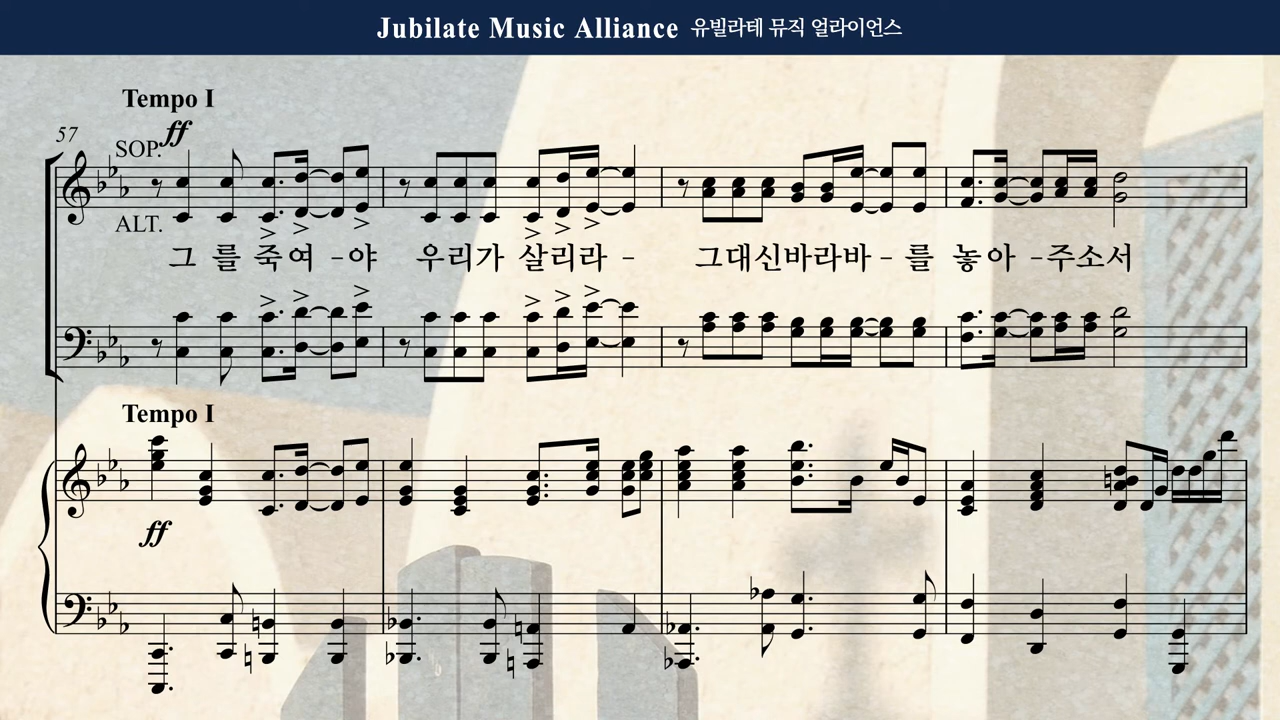 Jubilate Music Alliance 유빌라테 뮤직 얼라이언스
Tempo I
57
ff
SOP.
ALT.
그 를 죽여 - 야 우리가 살리라 - 그대신바라바 - 를 놓아 - 주소서
Tempo I
ff